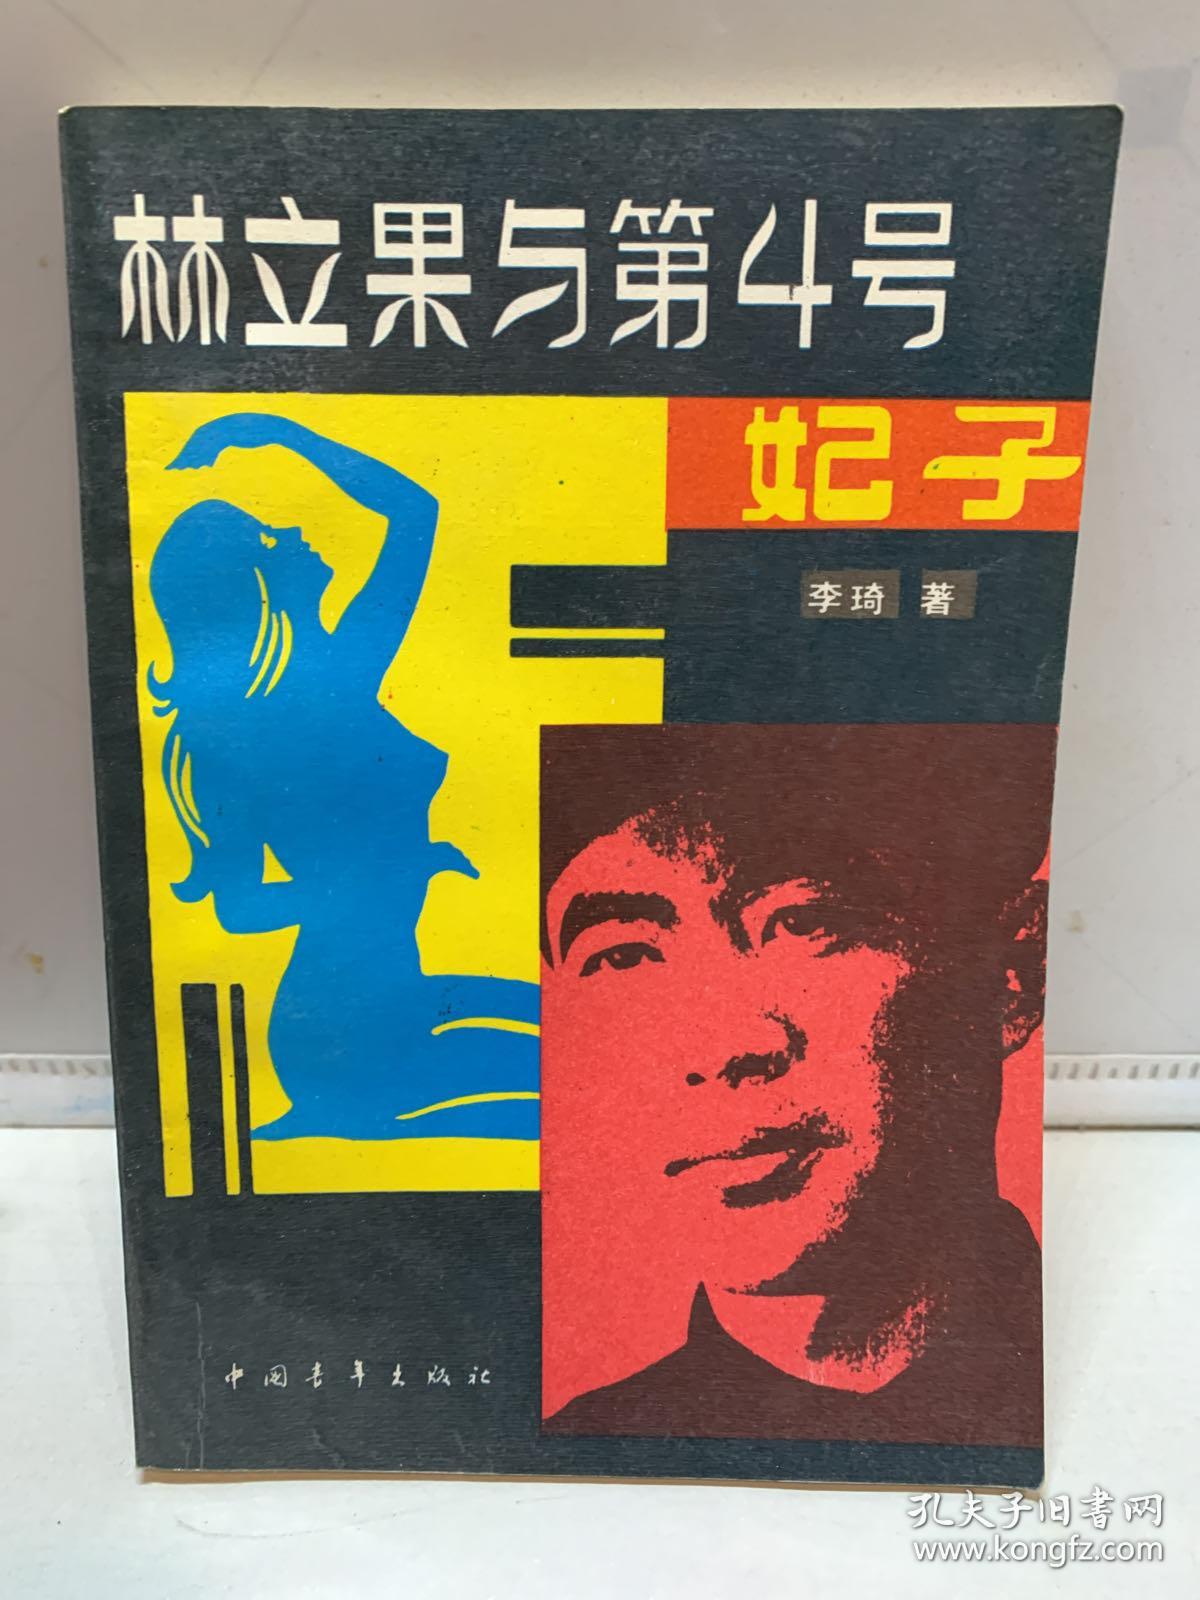 林立果与第4号
妃子
李琦 著
中国青年出版社
孔夫子旧书网
www.kongfz.com